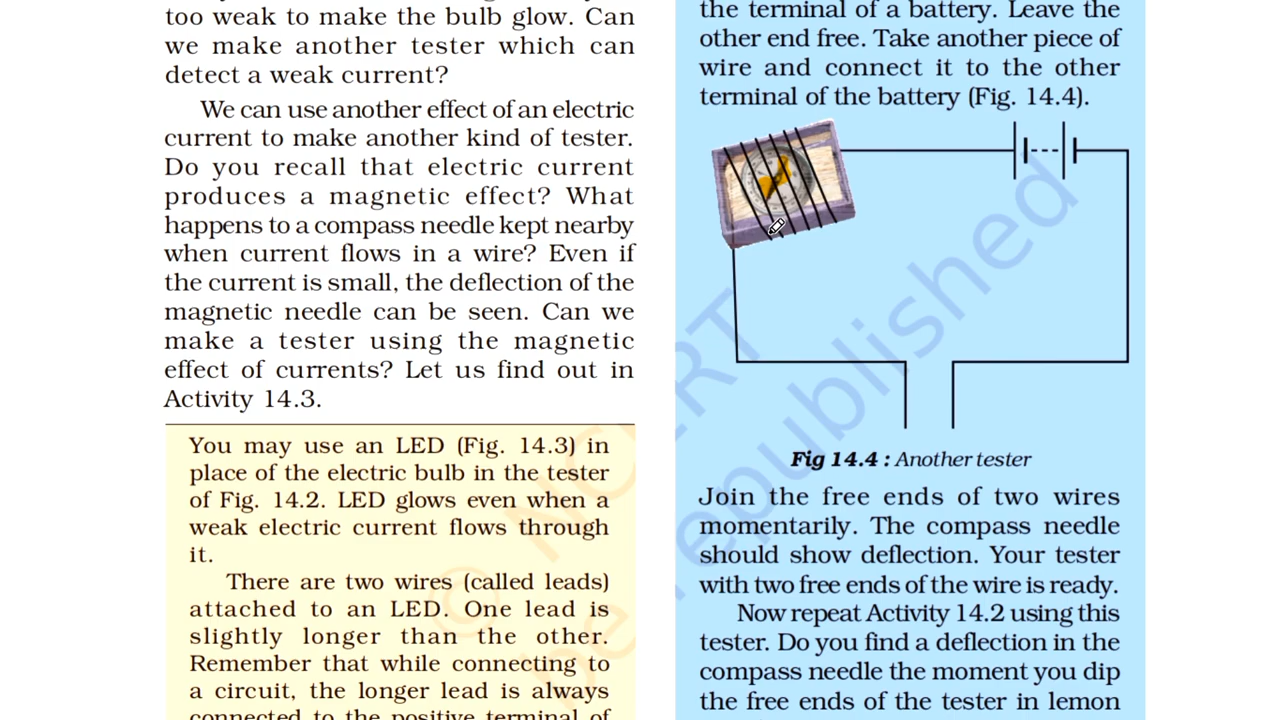 too weak to make the bulb glow. Can
we make another tester which can
detect a weak current?
We can use another effect of an electric
current to make another kind of tester.
Do you recall that electric current
produces a magnetic effect? What
happens to a compass needle kept nearby
when current flows in a wire? Even if
the current is small, the deflection of the
magnetic needle can be seen. Can we
make a tester using the magnetic
effect of currents? Let us find out in
Activity 14.3.
You may use an LED (Fig. 14.3) in
place of the electric bulb in the tester
of Fig. 14.2. LED glows even when a
weak electric current flows through
it.
There are two wires (called leads)
attached to an LED. One lead is
slightly longer than the other.
Remember that while connecting to
a circuit, the longer lead is always
connected to the positive terminal of
the terminal of a battery. Leave the
other end free. Take another piece of
wire and connect it to the other
terminal of the battery (Fig. 14.4).
Fig 14.4 : Another tester
Join the free ends of two wires
momentarily. The compass needle
should show deflection. Your tester
with two free ends of the wire is ready.
Now repeat Activity 14.2 using this
tester. Do you find a deflection in the
compass needle the moment you dip
the free ends of the tester in lemon
© NCERT
be republished